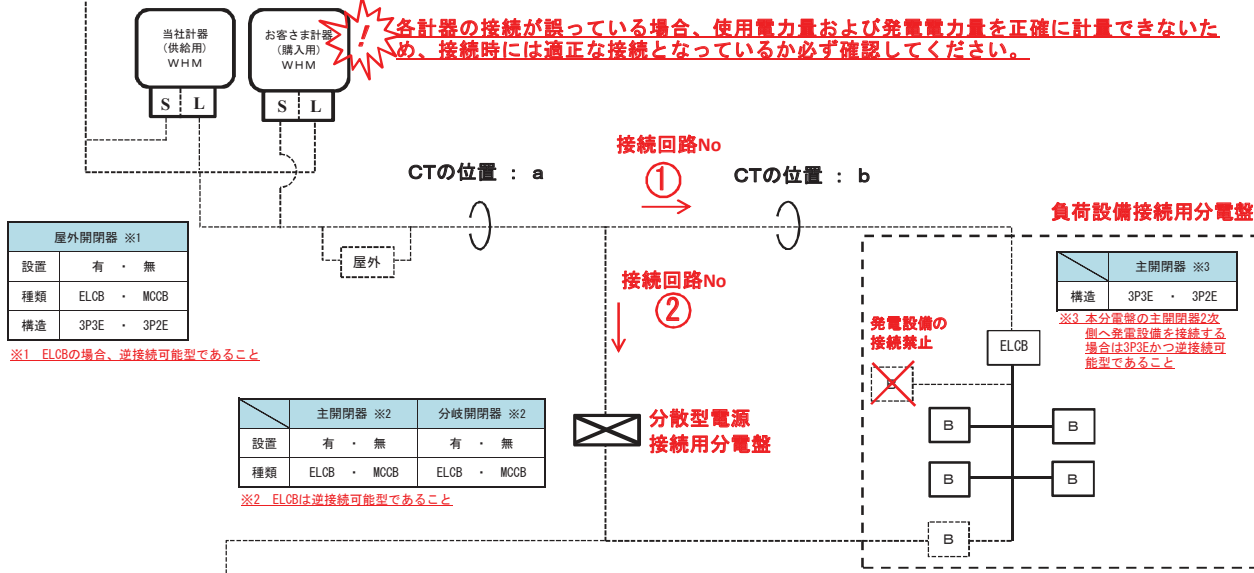 当社計器
(供給用)
WHM
S L
お客さま計器
(購入用)
WHM
S L
!
各計器の接続が誤っている場合、使用電力量および発電電力量を正確に計量できないた
め、接続時には適正な接続となっているか必ず確認してください。
CTの位置 : a
接続回路No
①
CTの位置 : b
負荷設備接続用分電盤
屋外開閉器 ※1
設置 有 ・ 無
種類 ELCB ・ MCCB
構造 3P3E ・ 3P2E
※1 ELCBの場合、逆接続可能型であること
屋外
接続回路No
②
主開閉器 ※3
構造 3P3E ・ 3P2E
※3 本分電盤の主開閉器2次
側へ発電設備を接続する
場合は3P3Eかつ逆接続可
能型であること
発電設備の
接続禁止
ELCB
B
主開閉器 ※2 分岐開閉器 ※2
設置 有 ・ 無 有 ・ 無
種類 ELCB ・ MCCB ELCB ・ MCCB
※2 ELCBは逆接続可能型であること
分散型電源
接続用分電盤
B B
B B
B